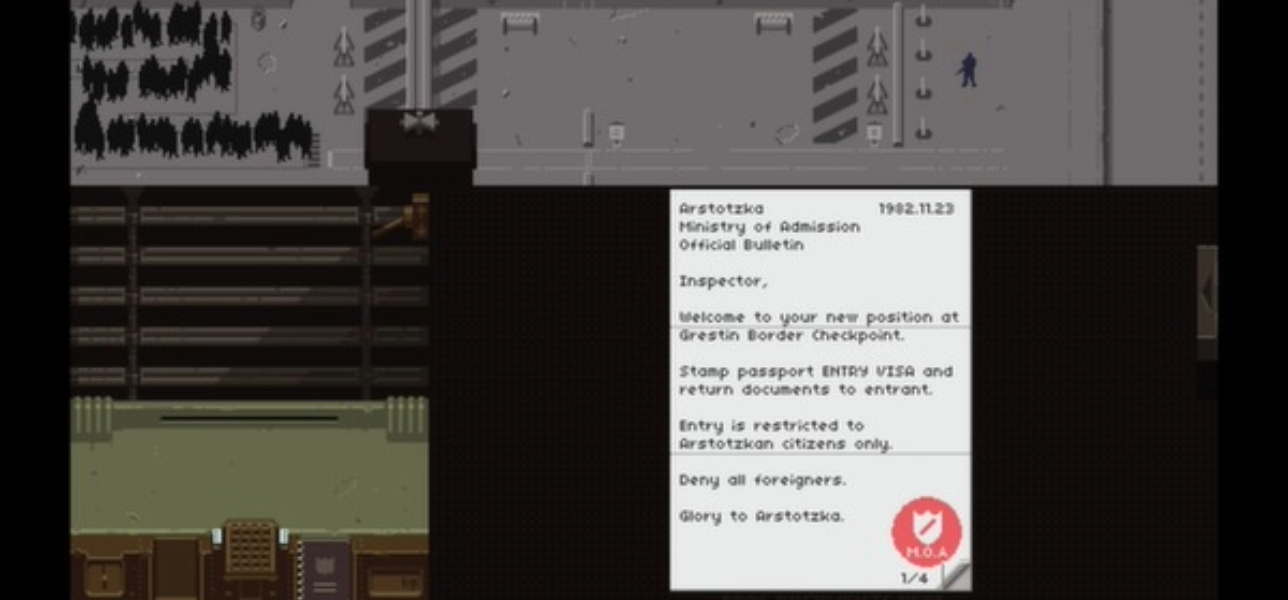 Arstotzka 1982.11.23
Ministry of Admission
Official Bulletin
Inspector,
Welcome to your new position at
Grestin Border Checkpoint.
Stamp passport ENTRY VISA and
return documents to entrant.
Entry is restricted to
Arstotzkan citizens only.
Deny all foreigners.
Glory to Arstotzka.
M.O.A
1/4